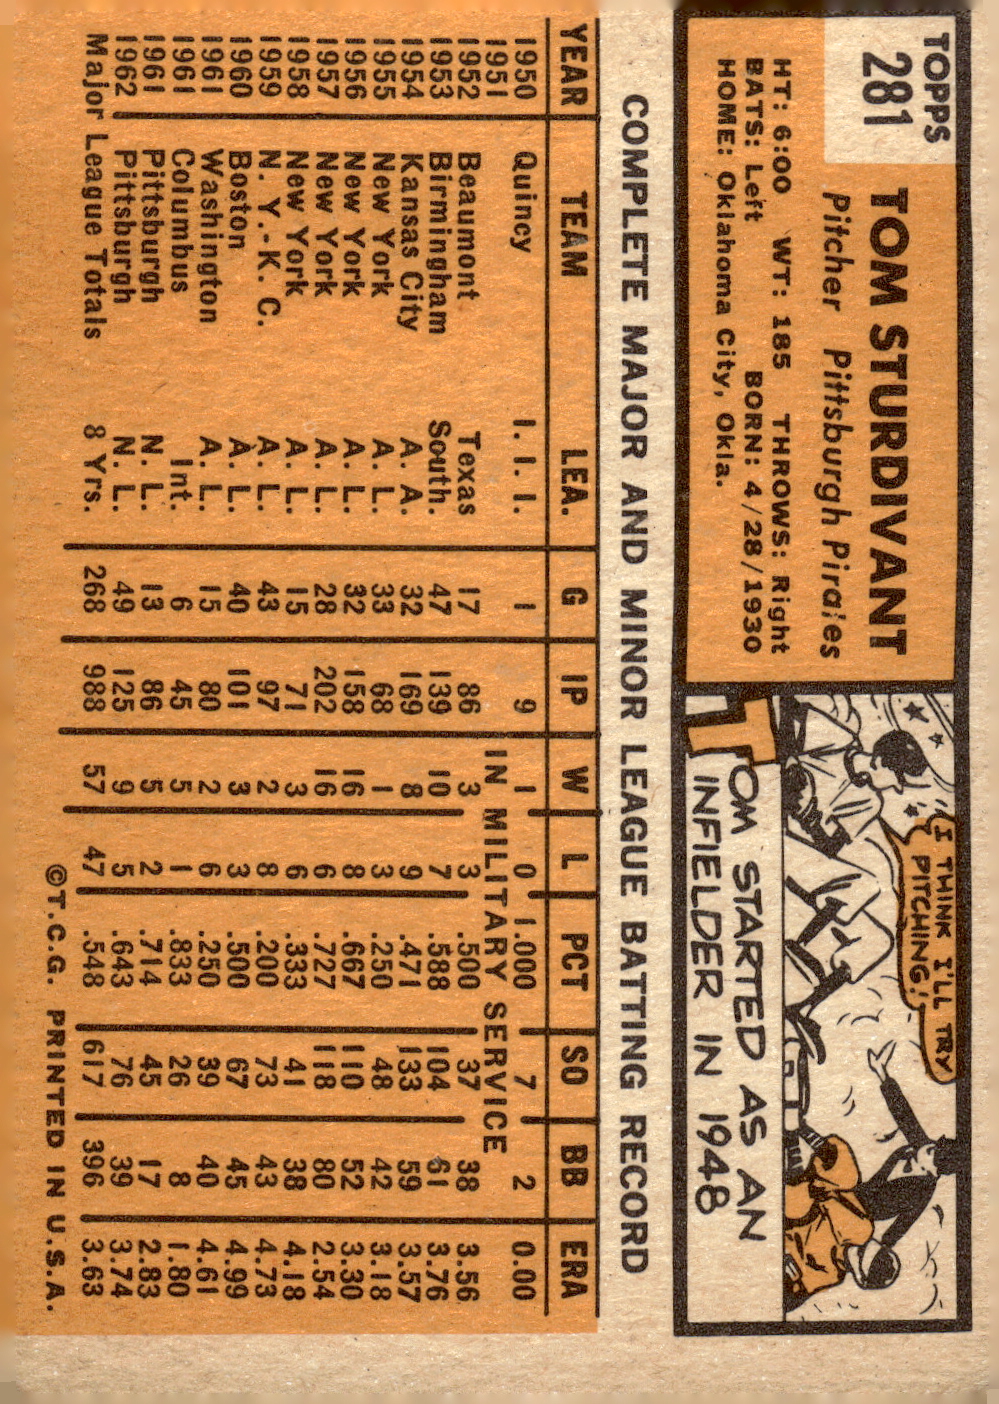 TOPPS
281
TOM STURDIVANT
Pitcher Pittsburgh Pirates
HT: 6:00 WT: 185 THROWS: Right
BATS: Left BORN: 4/28/1930
HOME: Oklahoma City, Okla.
I THINK I'LL TRY
PITCHING!
TOM STARTED AS AN
INFIELDER IN 1948
COMPLETE MAJOR AND MINOR LEAGUE BATTING RECORD
YEAR TEAM LEA. G IP W L PCT SO BB ERA
1950 Quincy I. I. I. 1 9 1 0 1.000 7 2 0.00
1951 IN MILITARY SERVICE
1952 Beaumont Texas 17 86 3 3 .500 37 38 3.56
1953 Birmingham South. 47 139 10 7 .588 104 61 3.76
1954 Kansas City A. A. 32 169 8 9 .471 133 59 3.57
1955 New York A. L. 33 68 1 3 .250 48 42 3.18
1956 New York A. L. 32 158 16 8 .667 110 52 3.30
1957 New York A. L. 28 202 16 6 .727 118 80 2.54
1958 New York A. L. 15 71 3 6 .333 41 38 4.18
1959 N. Y.-K. C. A. L. 43 97 2 8 .200 73 43 4.73
1960 Boston A. L. 40 101 3 3 .500 67 45 4.99
1961 Washington A. L. 15 80 2 6 .250 39 40 4.61
1961 Columbus Int. 6 45 5 1 .833 26 8 1.80
1961 Pittsburgh N. L. 13 86 5 2 .714 45 17 2.83
1962 Pittsburgh N. L. 49 125 9 5 .643 76 39 3.74
Major League Totals 8 Yrs. 268 988 57 47 .548 617 396 3.63
©T.C.G. PRINTED IN U.S.A.